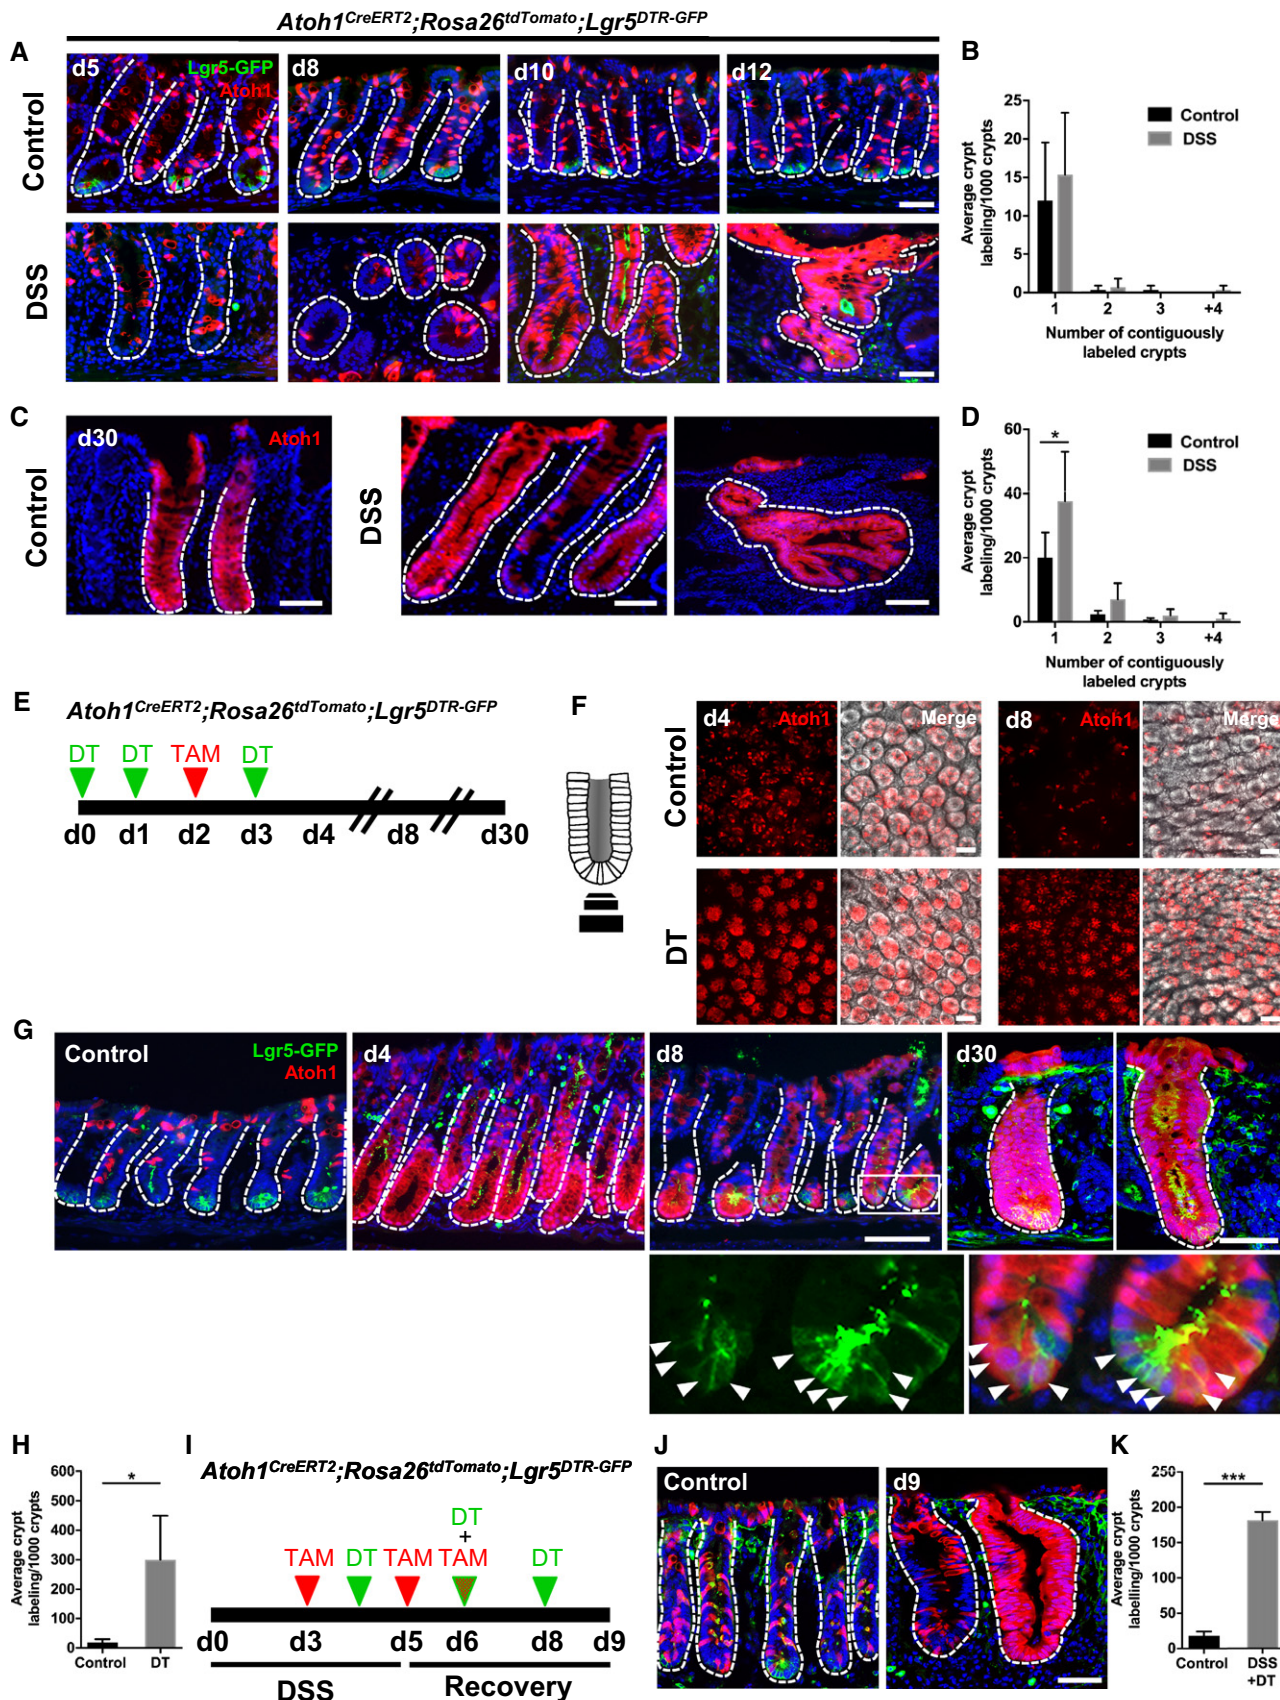 Atoh1CreERT2;Rosa26tdTomato;Lgr5DTR-GFP
A
d5
Lgr5-GFP
Atoh1
d8
d10
d12
Control
DSS
B
Average crypt
labeling/1000 crypts
25
20
15
10
5
0
1
2
3
+4
Control
DSS
Number of contiguously
labeled crypts
C
Control
d30
Atoh1
DSS
D
Average crypt
labeling/1000 crypts
60
40
20
0
1
2
3
+4
Control
DSS
*
Number of contiguously
labeled crypts
E
Atoh1CreERT2;Rosa26tdTomato;Lgr5DTR-GFP
DT DT TAM DT
d0 d1 d2 d3 d4 d8 d30
F
Control
DT
d4
Atoh1
Merge
d8
Atoh1
Merge
G
Control
Lgr5-GFP
Atoh1
d4
d8
d30
H
Average crypt
labeling/1000 crypts
600
500
400
300
200
100
0
*
Control
DT
I
Atoh1CreERT2;Rosa26tdTomato;Lgr5DTR-GFP
DT
+
TAM DT TAM TAM DT
d0 d3 d5 d6 d8 d9
DSS
Recovery
J
Control
d9
K
Average crypt
labelling/1000 crypts
250
200
150
100
50
0
***
Control
DSS
+DT